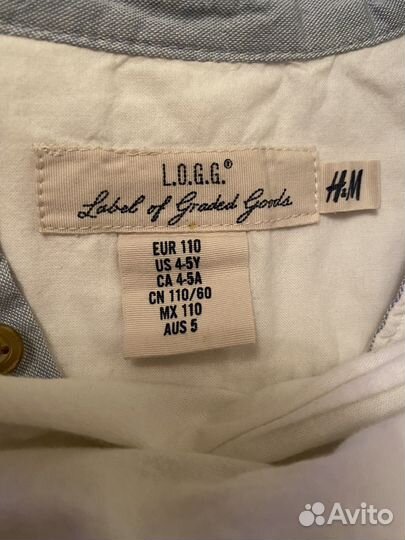 L.O.G.G.®
Label of Graded Goods
H&M
EUR 110
US 4-5Y
CA 4-5A
CN 110/60
MX 110
AUS 5
Avito